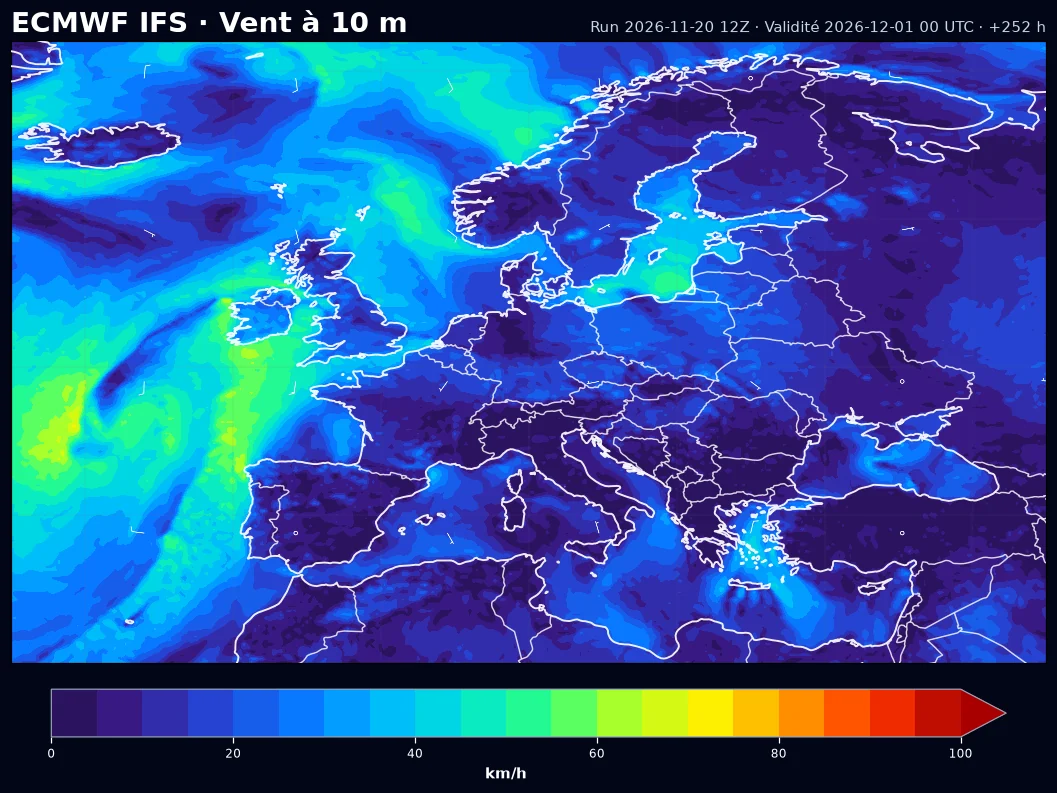 ECMWF IFS · Vent à 10 m
Run 2026-11-20 12Z · Validité 2026-12-01 00 UTC · +252 h
0 20 40 60 80 100
km/h